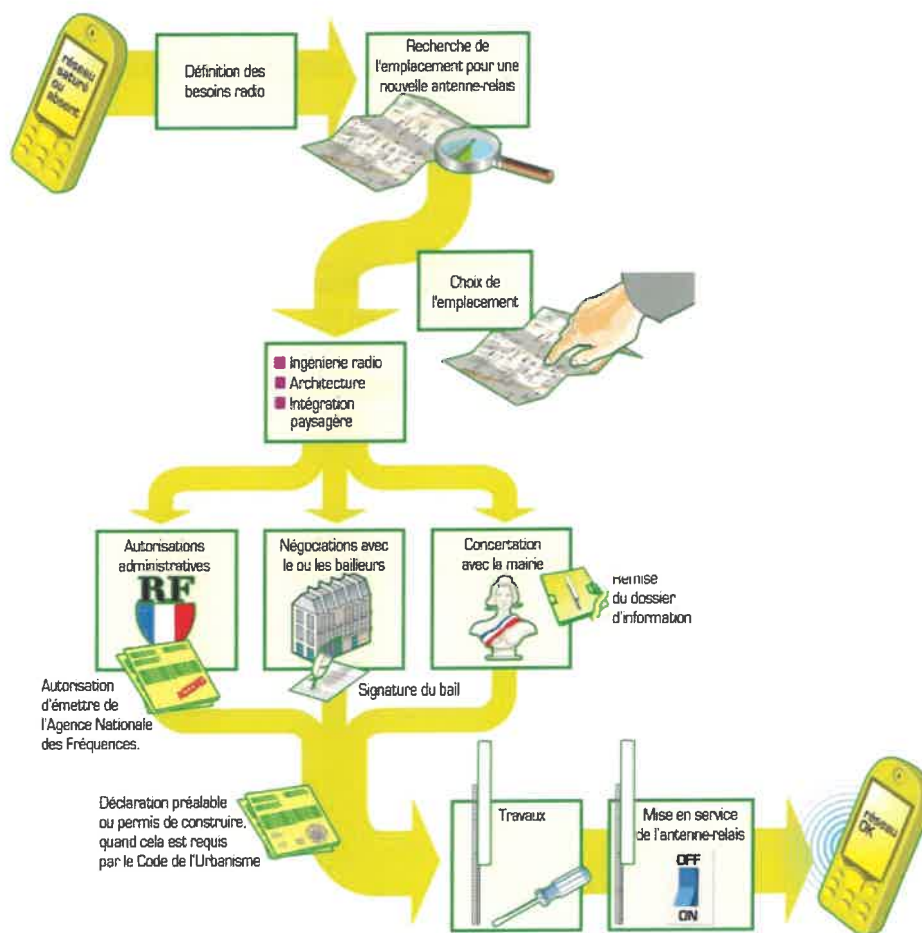 réseau
saturé
ou
absent
Définition des
besoins radio
Recherche de
l'emplacement pour une
nouvelle antenne-relais
Choix de
l'emplacement
Ingénierie radio
Architecture
Intégration
paysagère
Autorisations
administratives
RF
Négociations avec
le ou les bailleurs
Concertation
avec la mairie
Remise
du dossier
d'information
Autorisation
d'émettre de
l'Agence Nationale
des Fréquences.
Signature du bail
Déclaration préalable
ou permis de construire,
quand cela est requis
par le Code de l'Urbanisme
Travaux
Mise en service
de l'antenne-relais
OFF
ON
réseau
OK